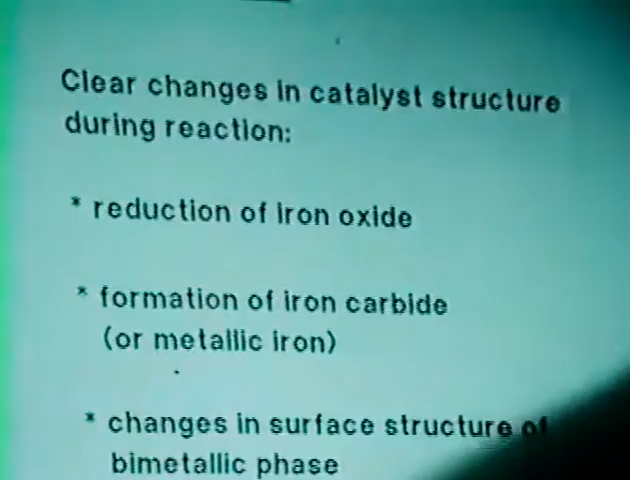 Clear changes in catalyst structure
during reaction:
* reduction of iron oxide
* formation of iron carbide
(or metallic iron)
* changes in surface structure of
bimetallic phase